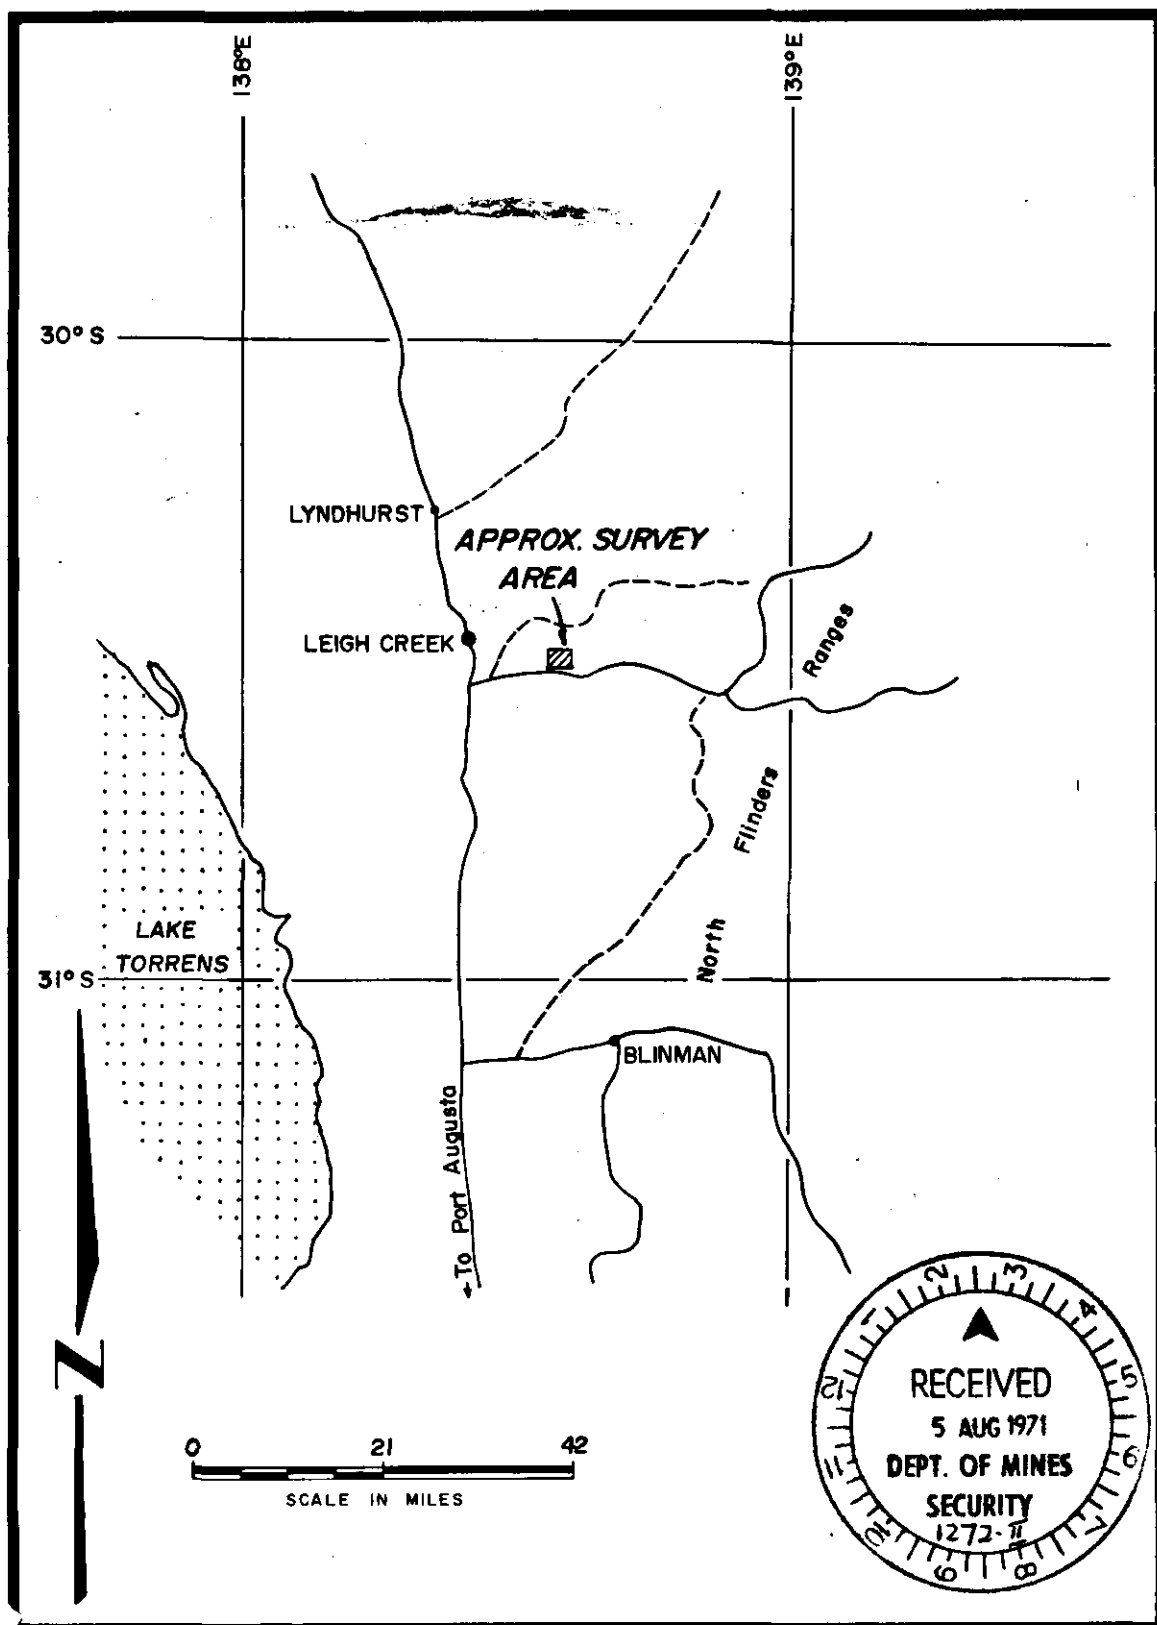 138°E
139°E
30° S
LYNDHURST
APPROX. SURVEY
AREA
LEIGH CREEK
Ranges
Flinders
North
LAKE
TORRENS
31° S
BLINMAN
To Port Augusta
N
0 21 42
SCALE IN MILES
1 2 3 4 5 6 7 8 9 10 11 12
RECEIVED
5 AUG 1971
DEPT. OF MINES
SECURITY
1272-II